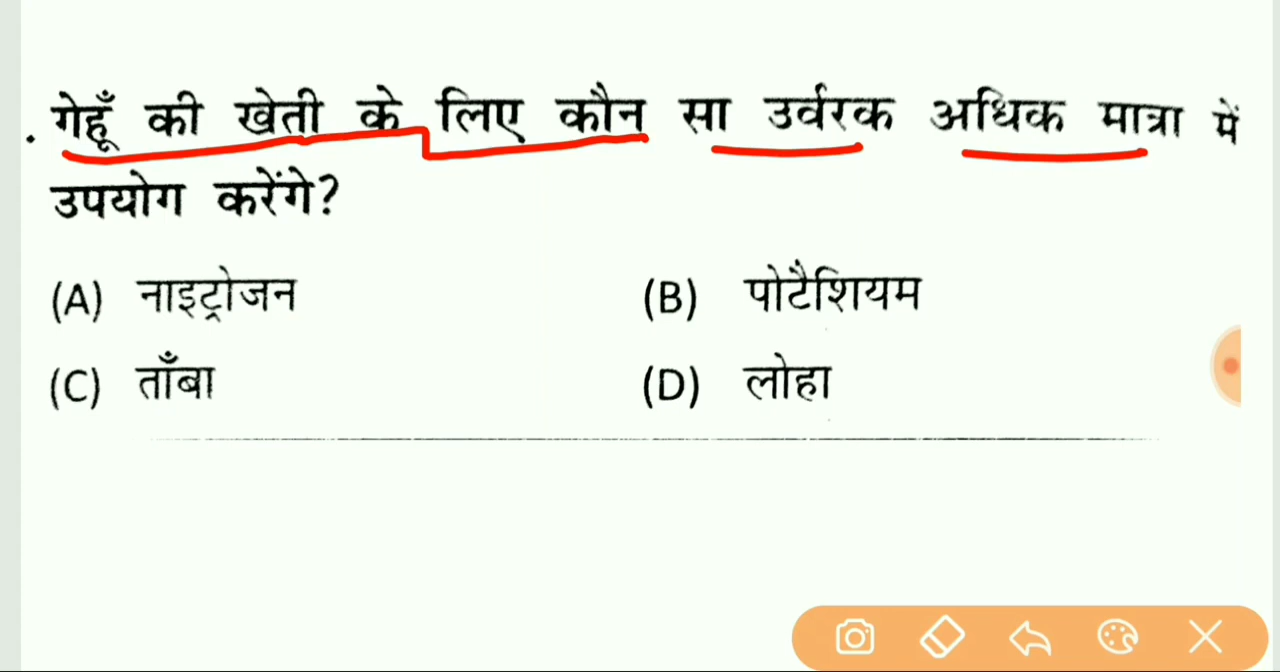 . गेहूँ की खेती के लिए कौन सा उर्वरक अधिक मात्रा में
उपयोग करेंगे?
(A) नाइट्रोजन (B) पोटैशियम
(C) ताँबा (D) लोहा